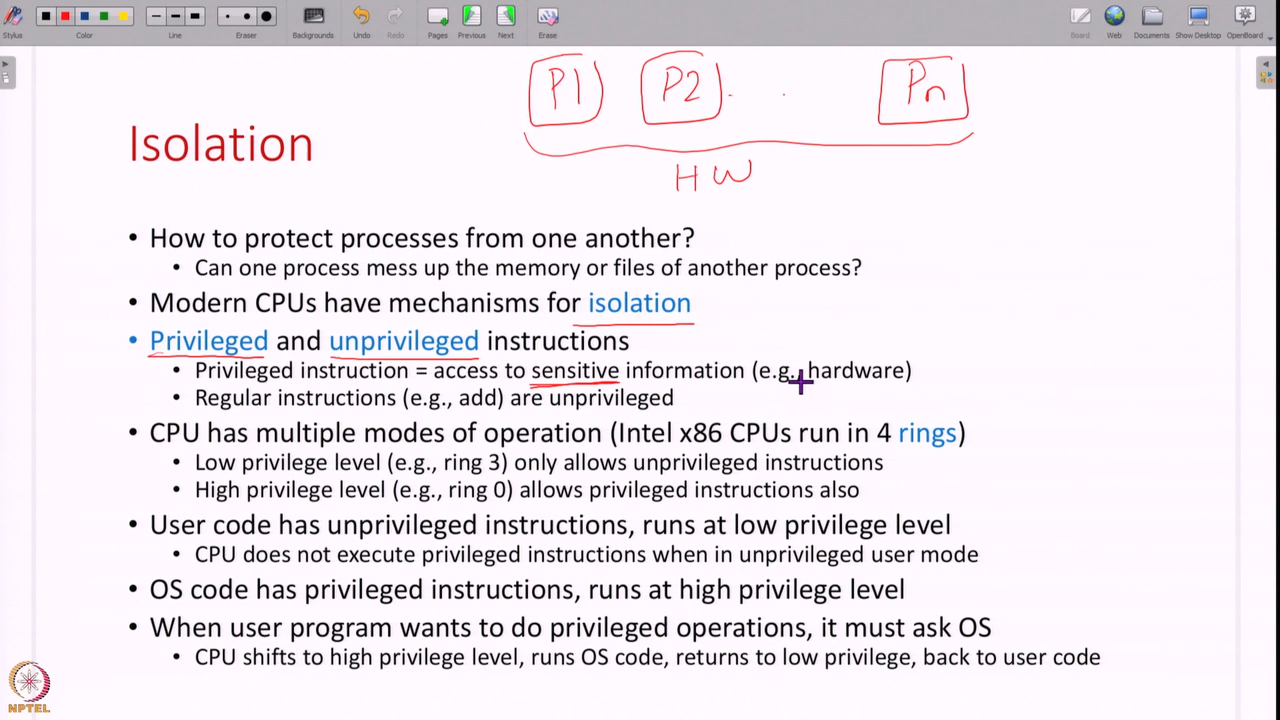 Stylus Color Line Eraser Backgrounds Undo Redo Pages Previous Next Erase Board Web Documents Show Desktop OpenBoard
P1 P2 . . Pn
HW
Isolation
• How to protect processes from one another?
• Can one process mess up the memory or files of another process?
• Modern CPUs have mechanisms for isolation
• Privileged and unprivileged instructions
• Privileged instruction = access to sensitive information (e.g., hardware)
• Regular instructions (e.g., add) are unprivileged
• CPU has multiple modes of operation (Intel x86 CPUs run in 4 rings)
• Low privilege level (e.g., ring 3) only allows unprivileged instructions
• High privilege level (e.g., ring 0) allows privileged instructions also
• User code has unprivileged instructions, runs at low privilege level
• CPU does not execute privileged instructions when in unprivileged user mode
• OS code has privileged instructions, runs at high privilege level
• When user program wants to do privileged operations, it must ask OS
• CPU shifts to high privilege level, runs OS code, returns to low privilege, back to user code
NPTEL